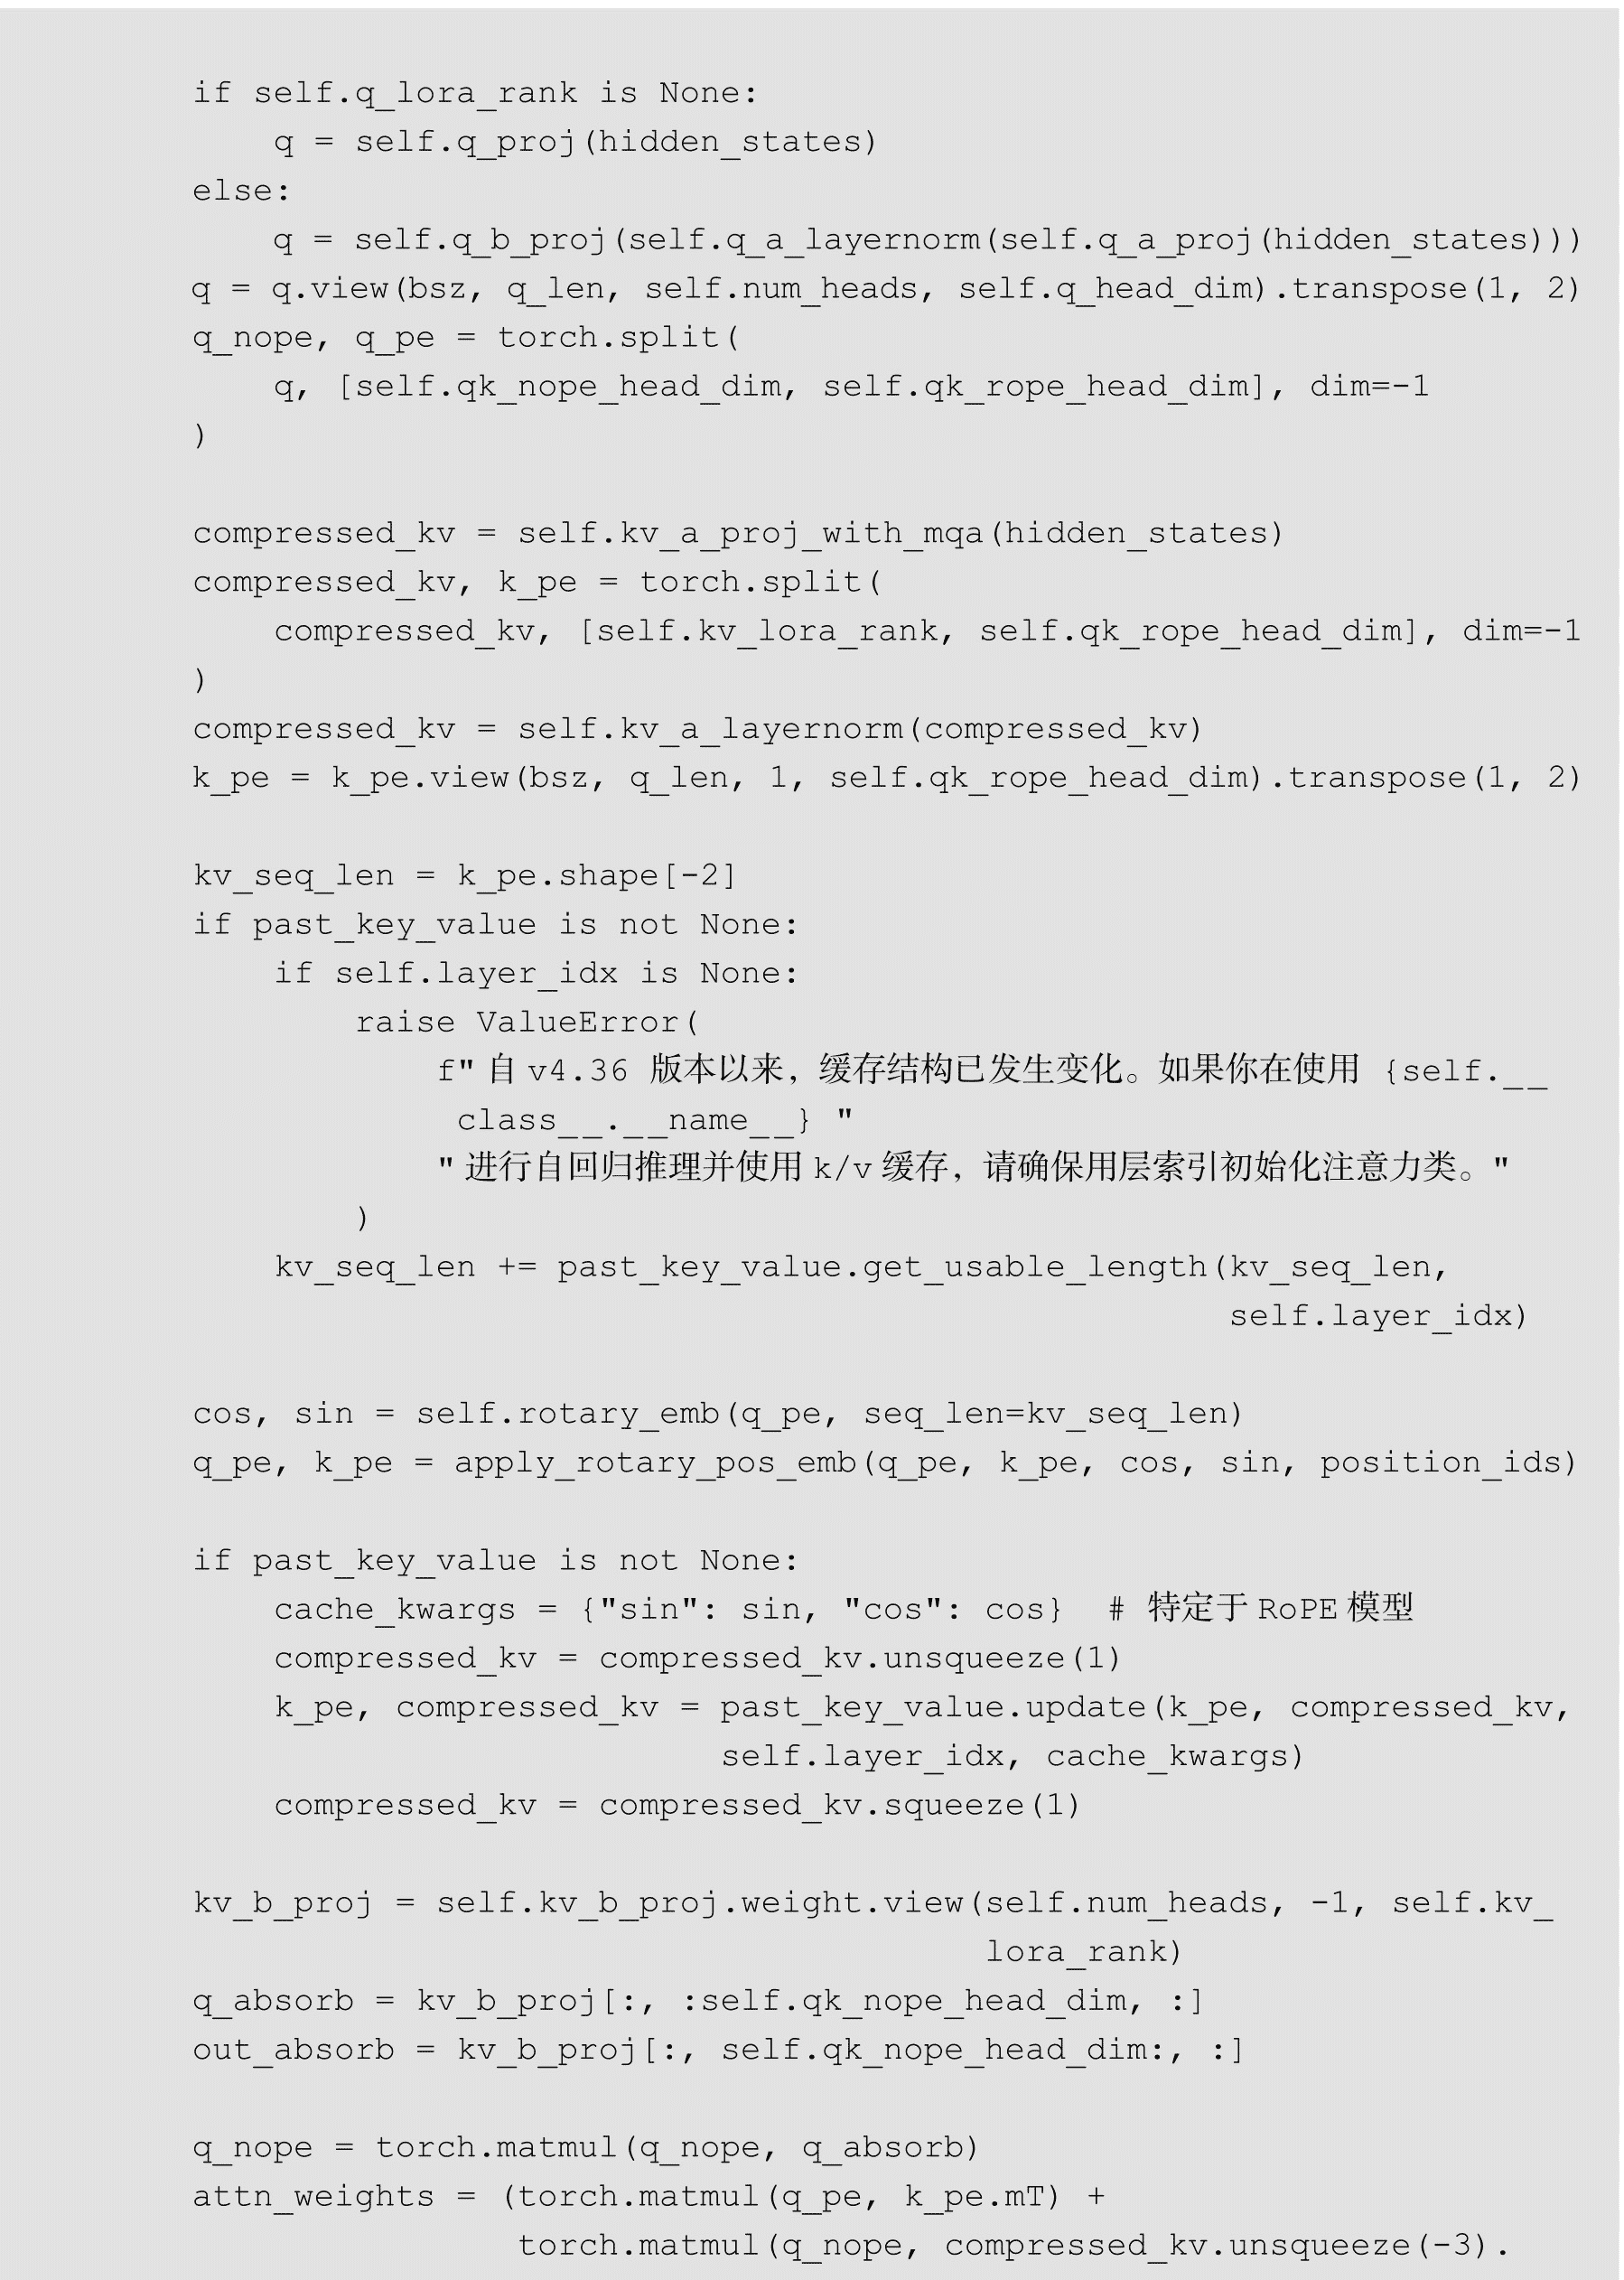 if self.q_lora_rank is None:
    q = self.q_proj(hidden_states)
else:
    q = self.q_b_proj(self.q_a_layernorm(self.q_a_proj(hidden_states)))
q = q.view(bsz, q_len, self.num_heads, self.q_head_dim).transpose(1, 2)
q_nope, q_pe = torch.split(
    q, [self.qk_nope_head_dim, self.qk_rope_head_dim], dim=-1
)

compressed_kv = self.kv_a_proj_with_mqa(hidden_states)
compressed_kv, k_pe = torch.split(
    compressed_kv, [self.kv_lora_rank, self.qk_rope_head_dim], dim=-1
)
compressed_kv = self.kv_a_layernorm(compressed_kv)
k_pe = k_pe.view(bsz, q_len, 1, self.qk_rope_head_dim).transpose(1, 2)

kv_seq_len = k_pe.shape[-2]
if past_key_value is not None:
    if self.layer_idx is None:
        raise ValueError(
            f"自 v4.36 版本以来，缓存结构已发生变化。如果你在使用 {self.__
             class__.__name__} "
            "进行自回归推理并使用 k/v 缓存，请确保用层索引初始化注意力类。"
        )
    kv_seq_len += past_key_value.get_usable_length(kv_seq_len,
                                                   self.layer_idx)

cos, sin = self.rotary_emb(q_pe, seq_len=kv_seq_len)
q_pe, k_pe = apply_rotary_pos_emb(q_pe, k_pe, cos, sin, position_ids)

if past_key_value is not None:
    cache_kwargs = {"sin": sin, "cos": cos}  # 特定于 RoPE 模型
    compressed_kv = compressed_kv.unsqueeze(1)
    k_pe, compressed_kv = past_key_value.update(k_pe, compressed_kv,
                          self.layer_idx, cache_kwargs)
    compressed_kv = compressed_kv.squeeze(1)

kv_b_proj = self.kv_b_proj.weight.view(self.num_heads, -1, self.kv_
                                       lora_rank)
q_absorb = kv_b_proj[:, :self.qk_nope_head_dim, :]
out_absorb = kv_b_proj[:, self.qk_nope_head_dim:, :]

q_nope = torch.matmul(q_nope, q_absorb)
attn_weights = (torch.matmul(q_pe, k_pe.mT) +
                torch.matmul(q_nope, compressed_kv.unsqueeze(-3).